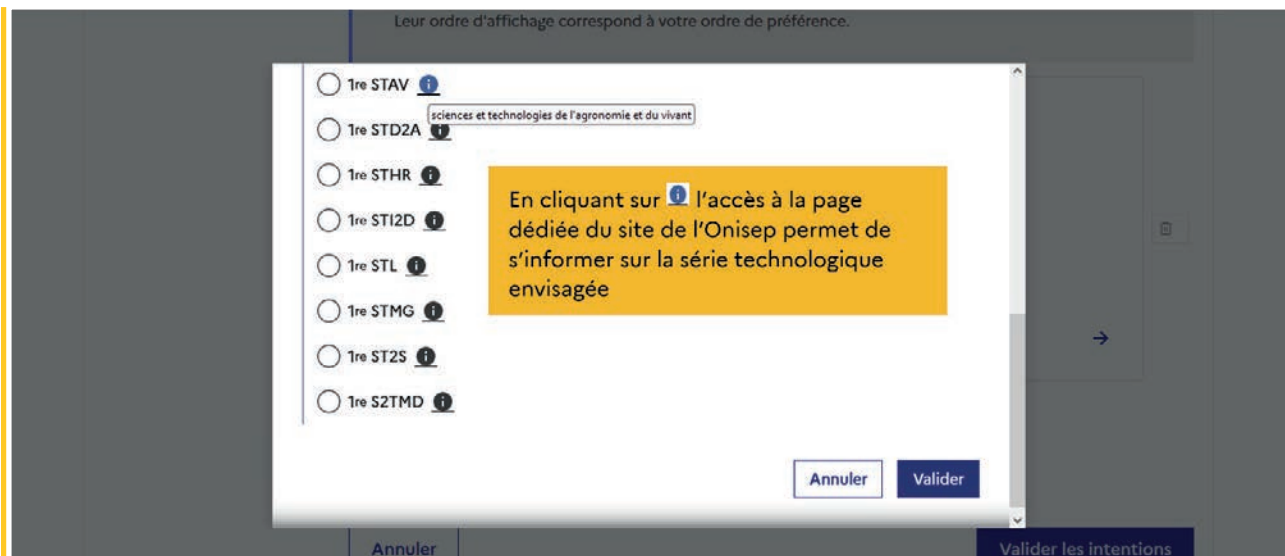 Leur ordre d'affichage correspond à votre ordre de préférence.
1re STAV
sciences et technologies de l'agronomie et du vivant
1re STD2A
1re STHR
1re STI2D
1re STL
1re STMG
1re ST2S
1re S2TMD
En cliquant sur l'accès à la page
dédiée du site de l'Onisep permet de
s'informer sur la série technologique
envisagée
Annuler Valider
Annuler Valider les intentions